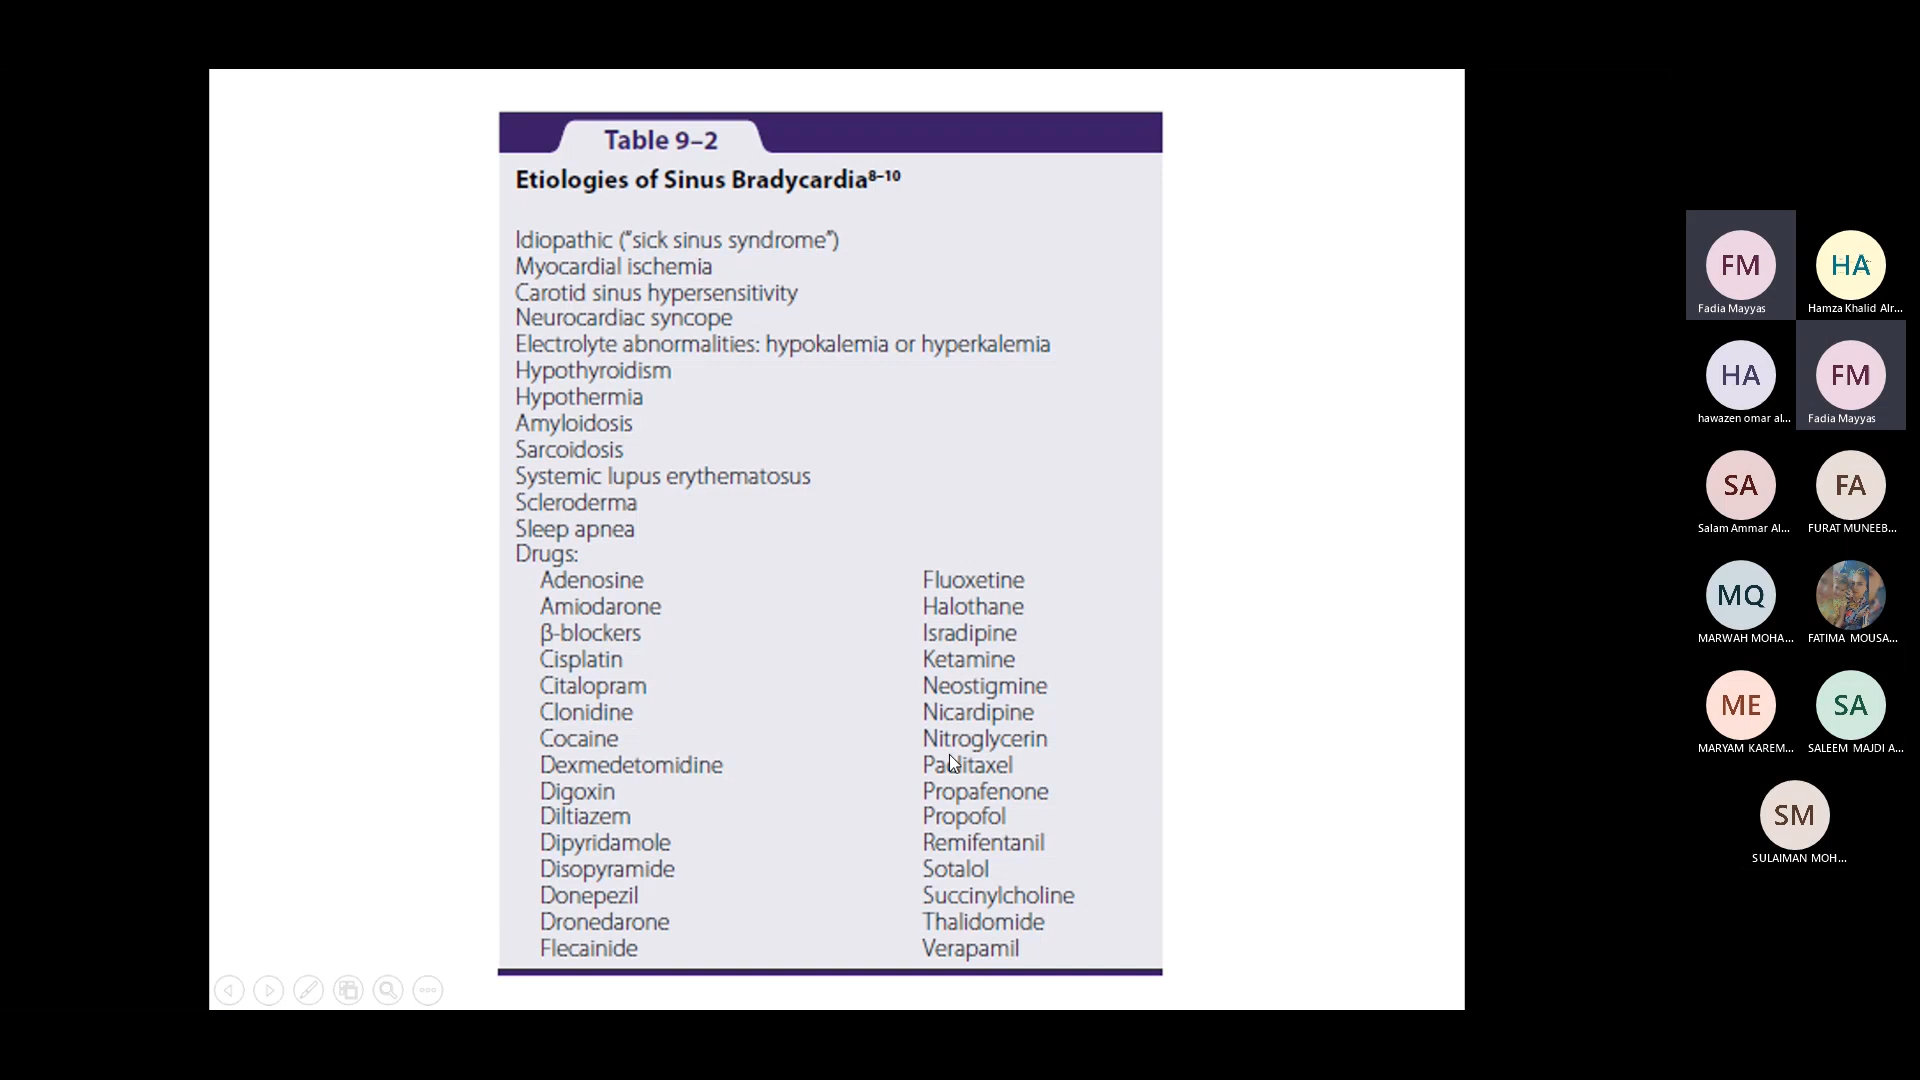 Table 9–2
Etiologies of Sinus Bradycardia⁸⁻¹⁰
Idiopathic ("sick sinus syndrome")
Myocardial ischemia
Carotid sinus hypersensitivity
Neurocardiac syncope
Electrolyte abnormalities: hypokalemia or hyperkalemia
Hypothyroidism
Hypothermia
Amyloidosis
Sarcoidosis
Systemic lupus erythematosus
Scleroderma
Sleep apnea
Drugs:
Adenosine
Amiodarone
β-blockers
Cisplatin
Citalopram
Clonidine
Cocaine
Dexmedetomidine
Digoxin
Diltiazem
Dipyridamole
Disopyramide
Donepezil
Dronedarone
Flecainide
Fluoxetine
Halothane
Isradipine
Ketamine
Neostigmine
Nicardipine
Nitroglycerin
Paclitaxel
Propafenone
Propofol
Remifentanil
Sotalol
Succinylcholine
Thalidomide
Verapamil
FM
Fadia Mayyas
HA
Hamza Khalid Alr...
HA
hawazen omar al...
FM
Fadia Mayyas
SA
Salam Ammar Al...
FA
FURAT MUNEEB...
MQ
MARWAH MOHA...
FATIMA MOUSA...
ME
MARYAM KAREM...
SA
SALEEM MAJDI A...
SM
SULAIMAN MOH...